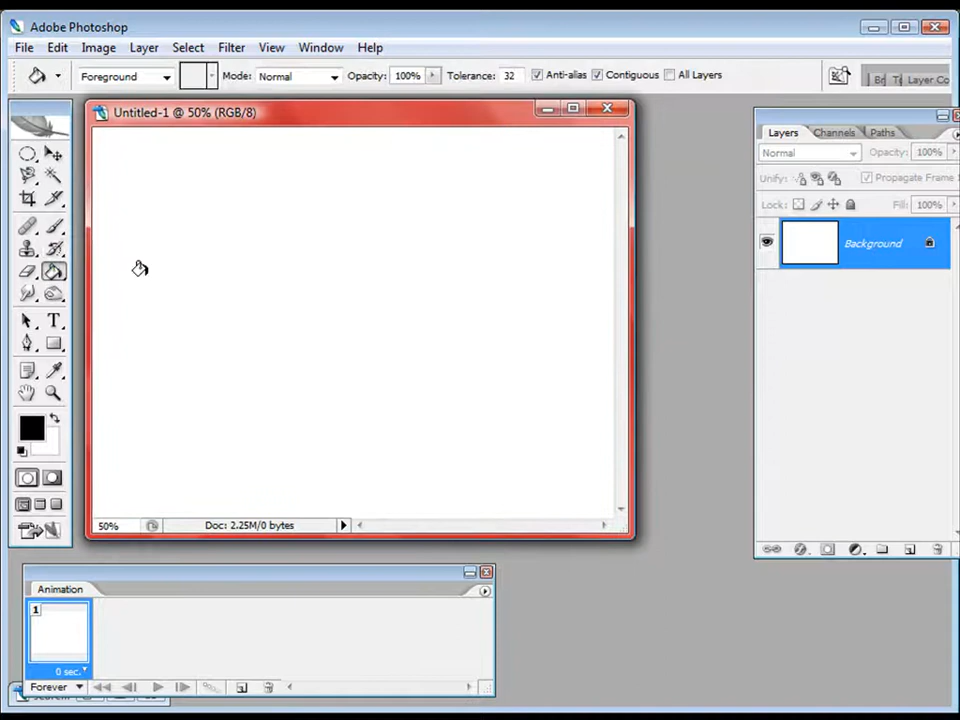 Adobe Photoshop
File Edit Image Layer Select Filter View Window Help
Foreground Mode: Normal Opacity: 100% Tolerance: 32 Anti-alias Contiguous All Layers
Layer Co
Untitled-1 @ 50% (RGB/8)
Layers Channels Paths
Normal Opacity: 100%
Unify: Propagate Frame 1
Lock: Fill: 100%
Background
T
50% Doc: 2.25M/0 bytes
Animation
1
0 sec.
Forever